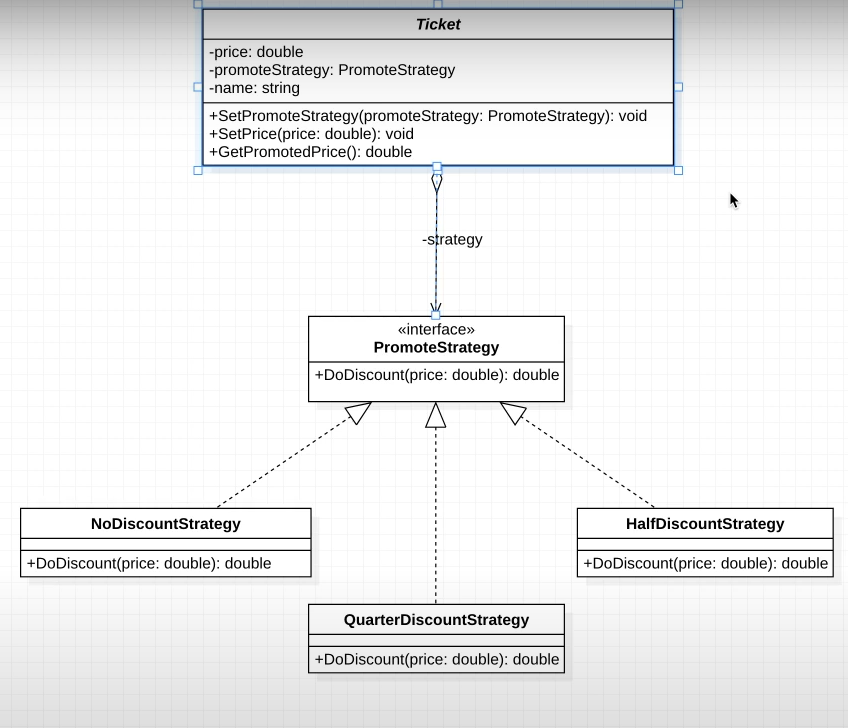 Ticket
-price: double
-promoteStrategy: PromoteStrategy
-name: string
+SetPromoteStrategy(promoteStrategy: PromoteStrategy): void
+SetPrice(price: double): void
+GetPromotedPrice(): double
-strategy
«interface»
PromoteStrategy
+DoDiscount(price: double): double
NoDiscountStrategy
+DoDiscount(price: double): double
HalfDiscountStrategy
+DoDiscount(price: double): double
QuarterDiscountStrategy
+DoDiscount(price: double): double